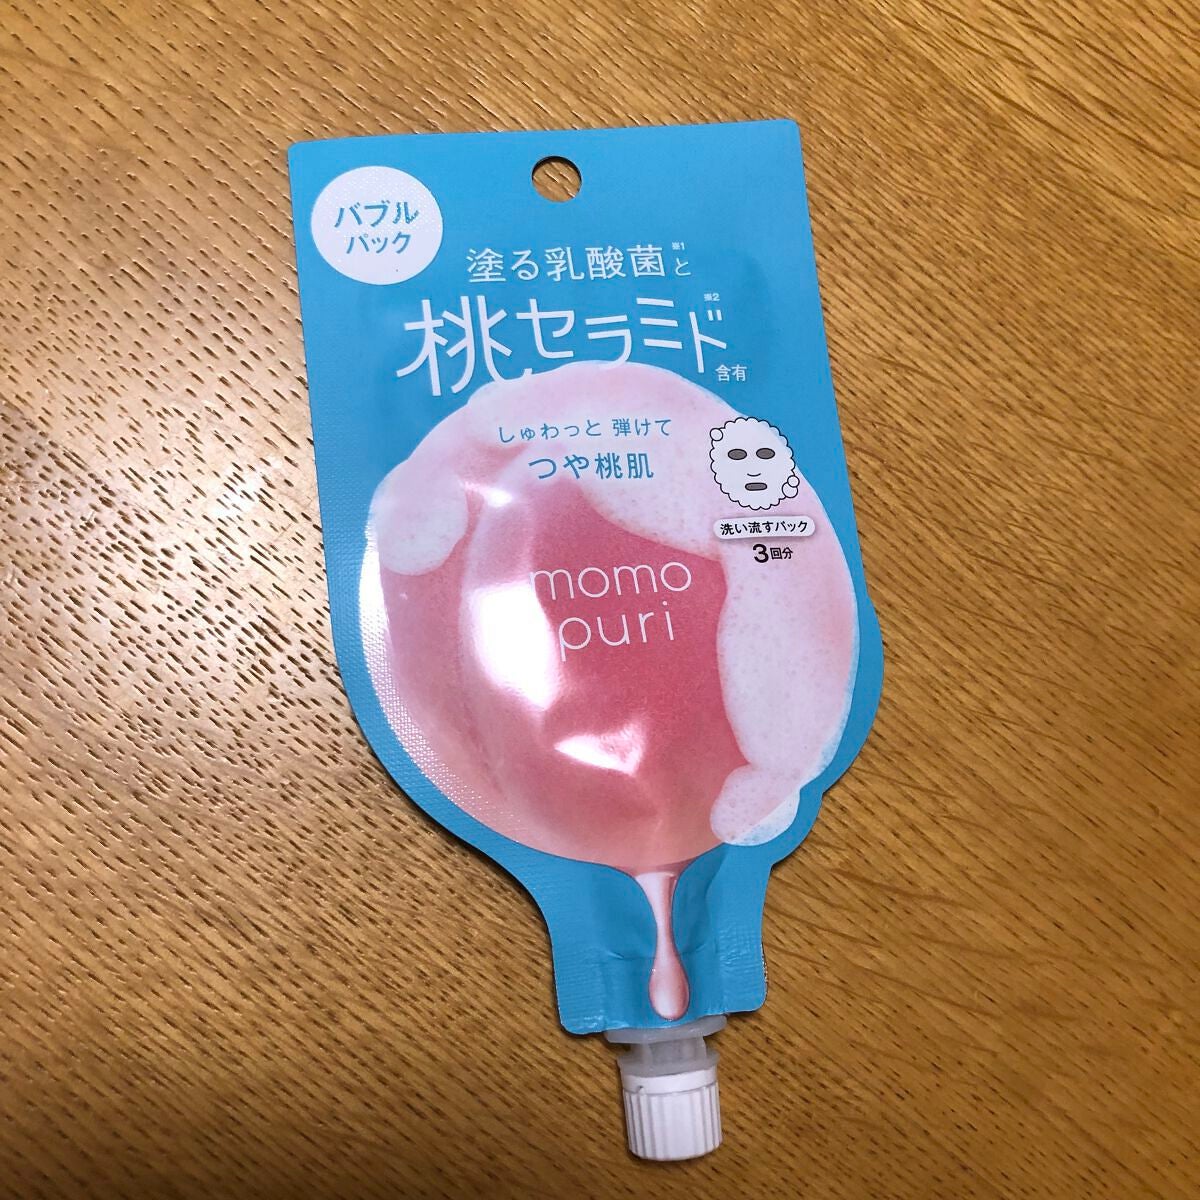 バブル
パック
塗る乳酸菌※1と
桃セラミド※2含有
しゅわっと 弾けて
つや桃肌
洗い流すパック
3回分
momo
puri